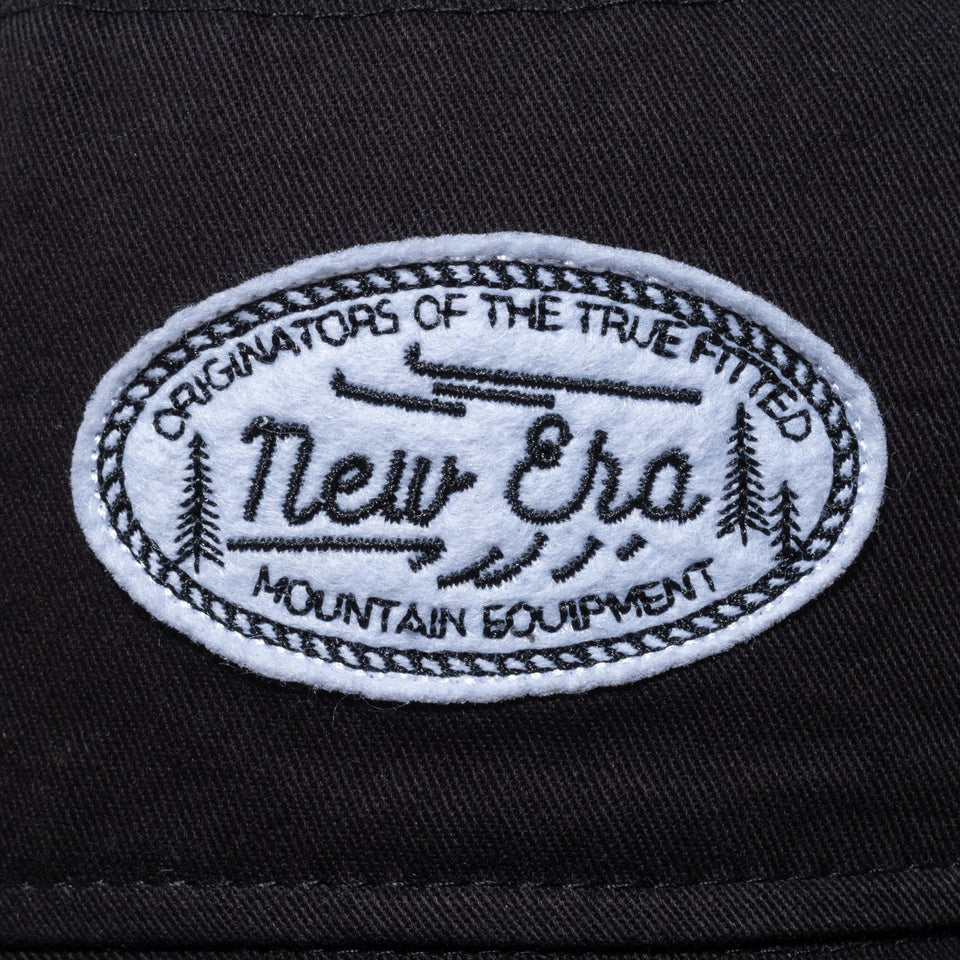 ORIGINATORS OF THE TRUE FITTED
New Era
MOUNTAIN EQUIPMENT